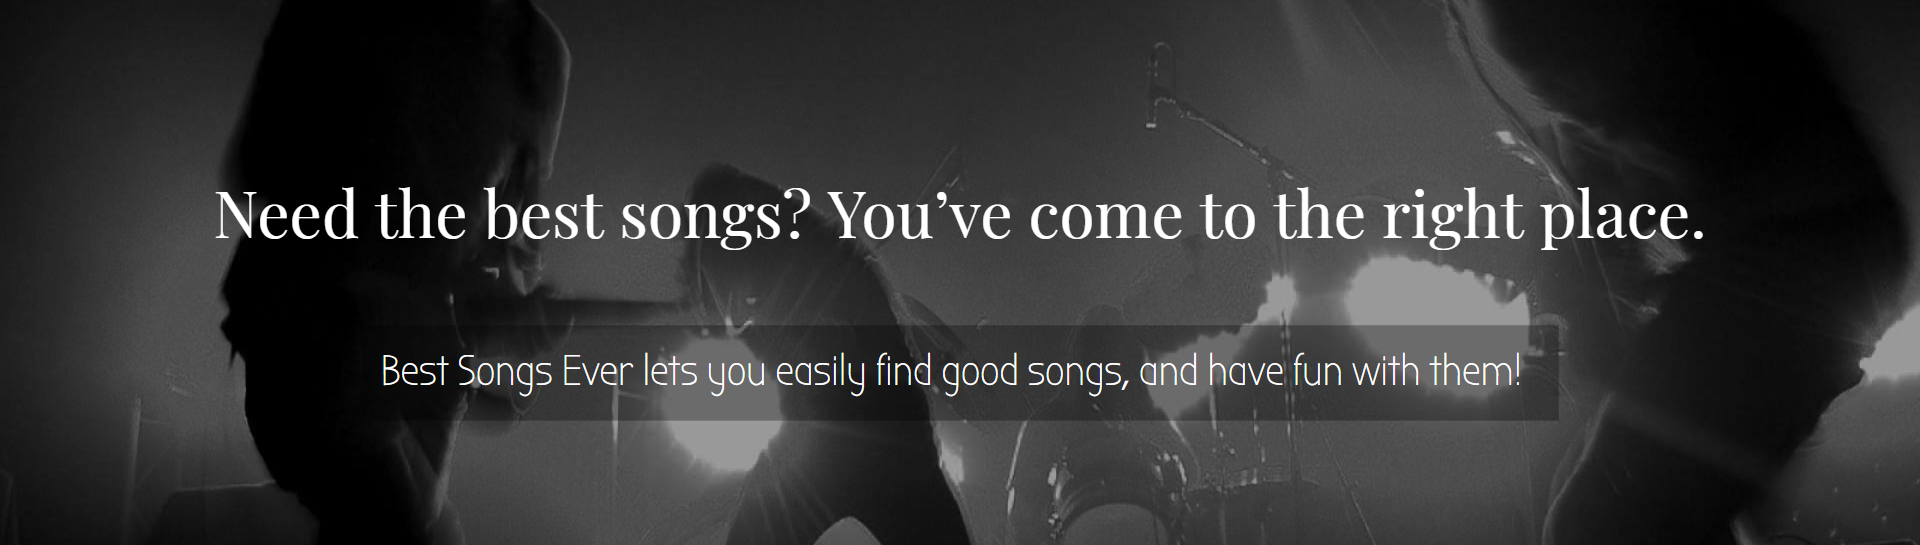 Need the best songs? You’ve come to the right place.
Best Songs Ever lets you easily find good songs, and have fun with them!